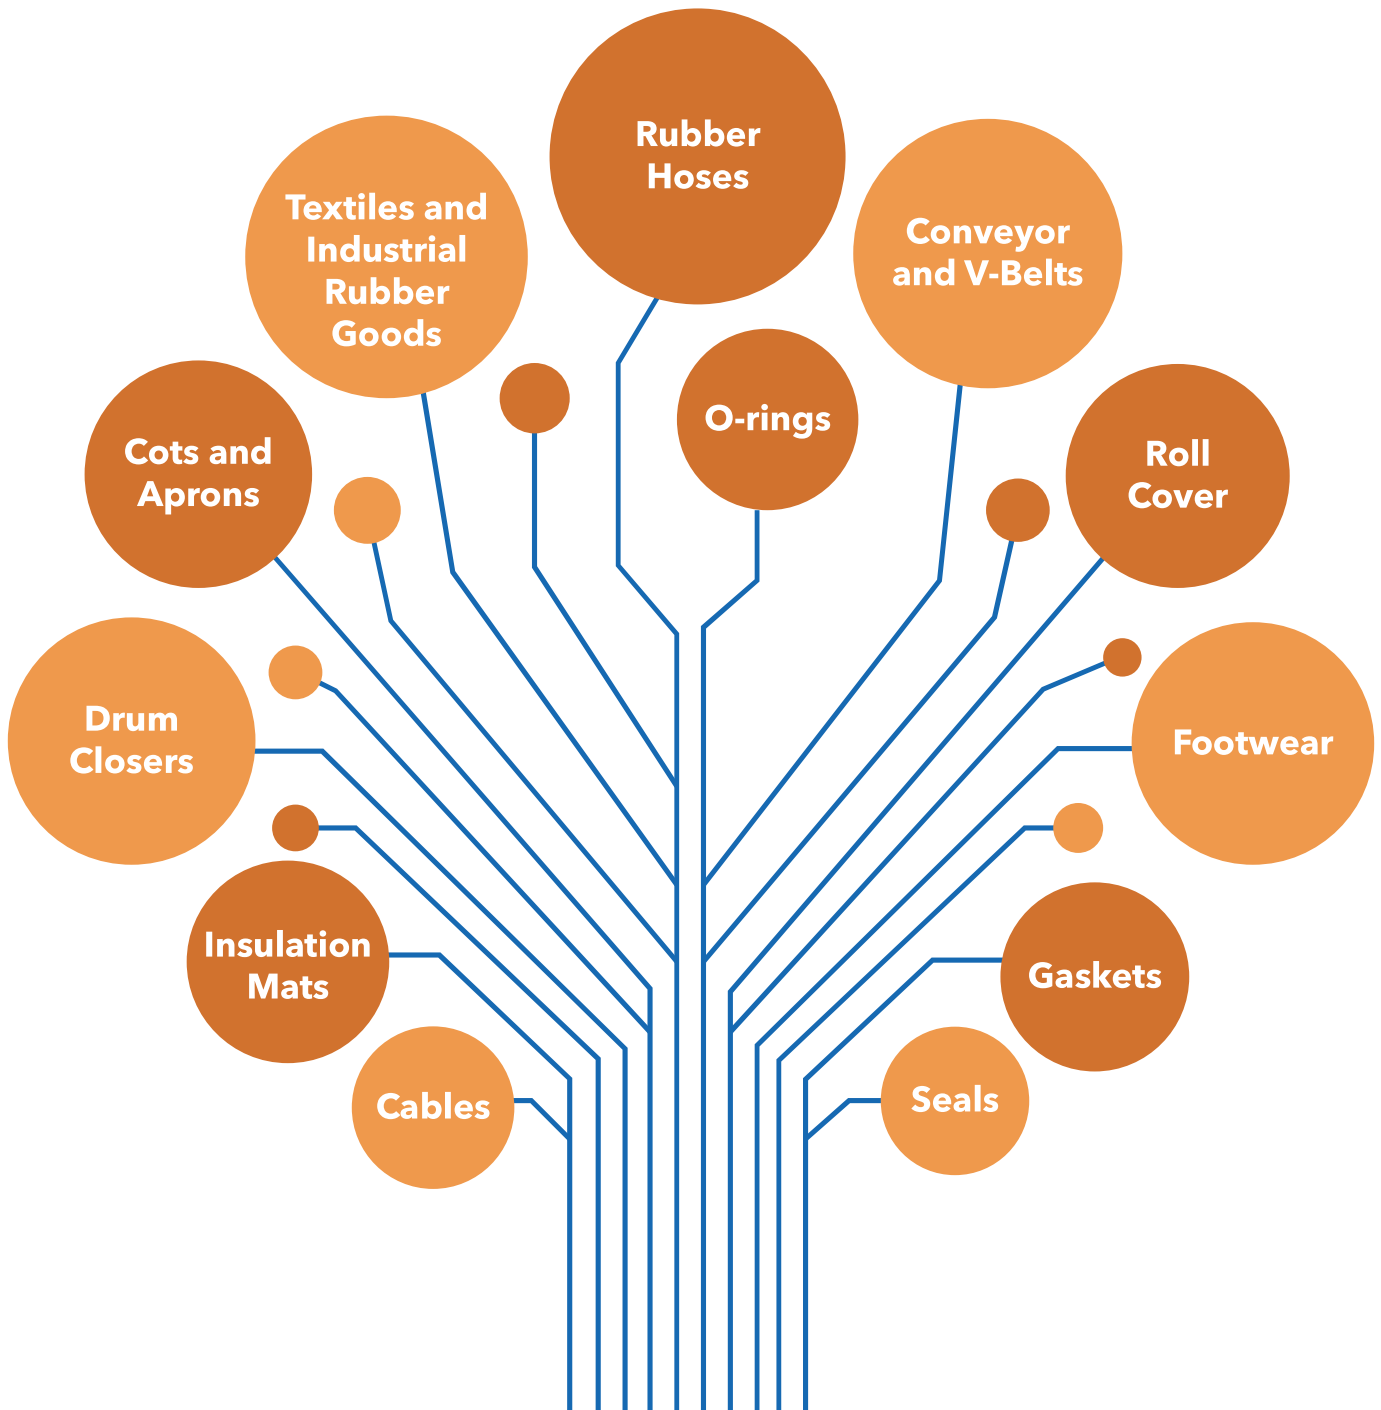 Rubber
Hoses
Textiles and
Industrial
Rubber
Goods
Conveyor
and V-Belts
O-rings
Cots and
Aprons
Roll
Cover
Drum
Closers
Footwear
Insulation
Mats
Gaskets
Cables
Seals